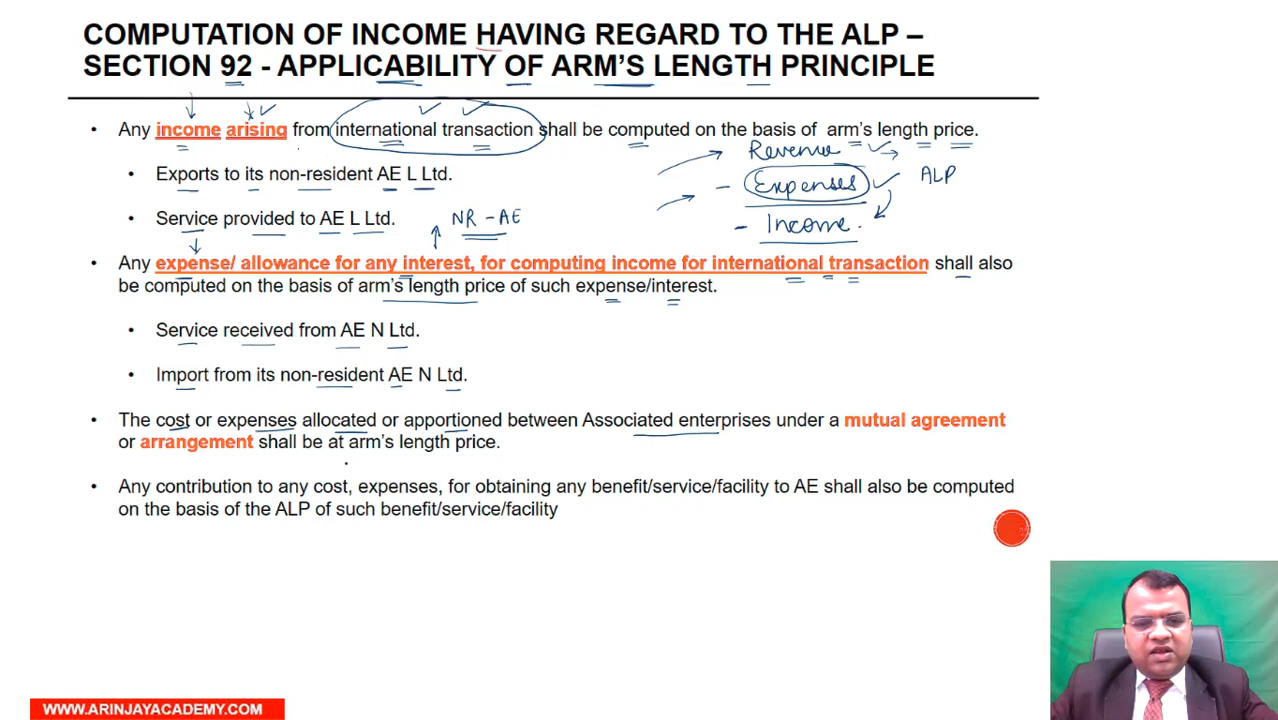 COMPUTATION OF INCOME HAVING REGARD TO THE ALP –
SECTION 92 - APPLICABILITY OF ARM'S LENGTH PRINCIPLE
• Any income arising from international transaction shall be computed on the basis of arm's length price.
Revenue
• Exports to its non-resident AE L Ltd.
- Expenses
ALP
• Service provided to AE L Ltd.
NR - AE
- Income
• Any expense/ allowance for any interest, for computing income for international transaction shall also
be computed on the basis of arm's length price of such expense/interest.
• Service received from AE N Ltd.
• Import from its non-resident AE N Ltd.
• The cost or expenses allocated or apportioned between Associated enterprises under a mutual agreement
or arrangement shall be at arm's length price.
• Any contribution to any cost, expenses, for obtaining any benefit/service/facility to AE shall also be computed
on the basis of the ALP of such benefit/service/facility
WWW.ARINJAYACADEMY.COM